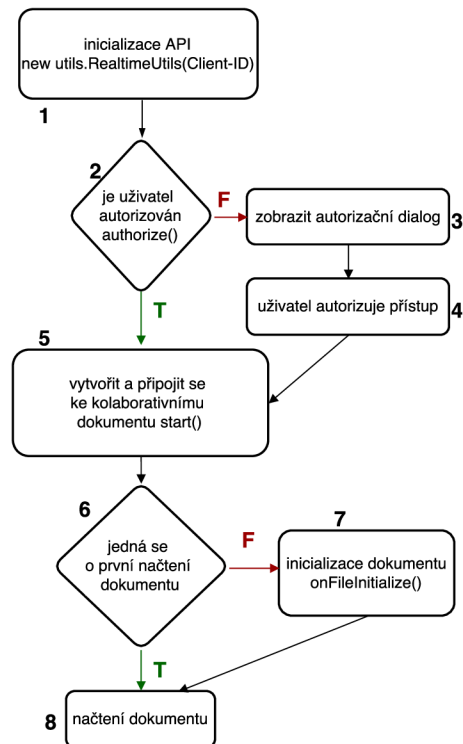 inicializace API
new utils.RealtimeUtils(Client-ID)
1
2
je uživatel
autorizován
authorize()
F
zobrazit autorizační dialog
3
uživatel autorizuje přístup
4
T
5
vytvořit a připojit se
ke kolaborativnímu
dokumentu start()
6
jedná se
o první načtení
dokumentu
F
7
inicializace dokumentu
onFileInitialize()
T
8
načtení dokumentu